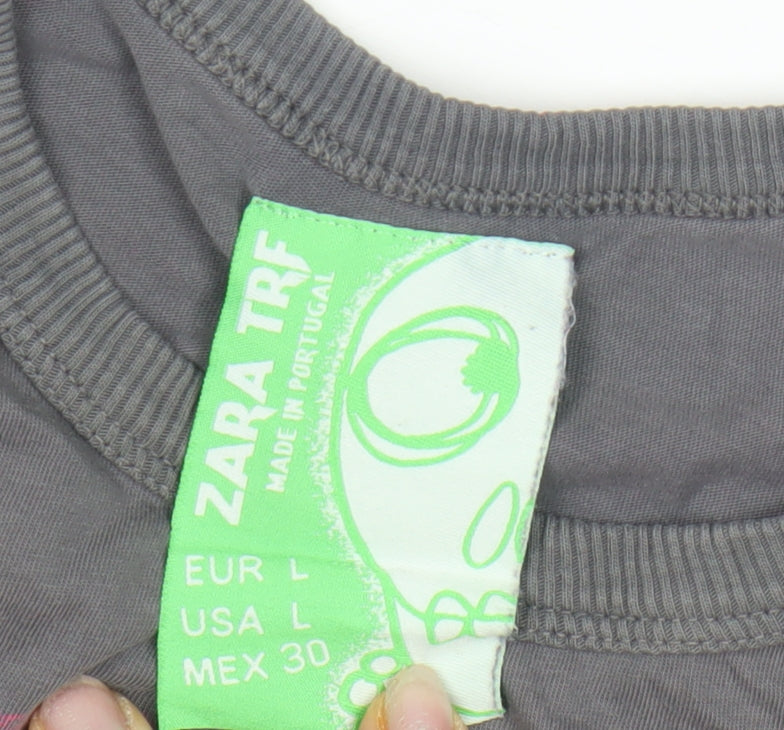 ZARA TRF
MADE IN PORTUGAL
EUR L
USA L
MEX 30